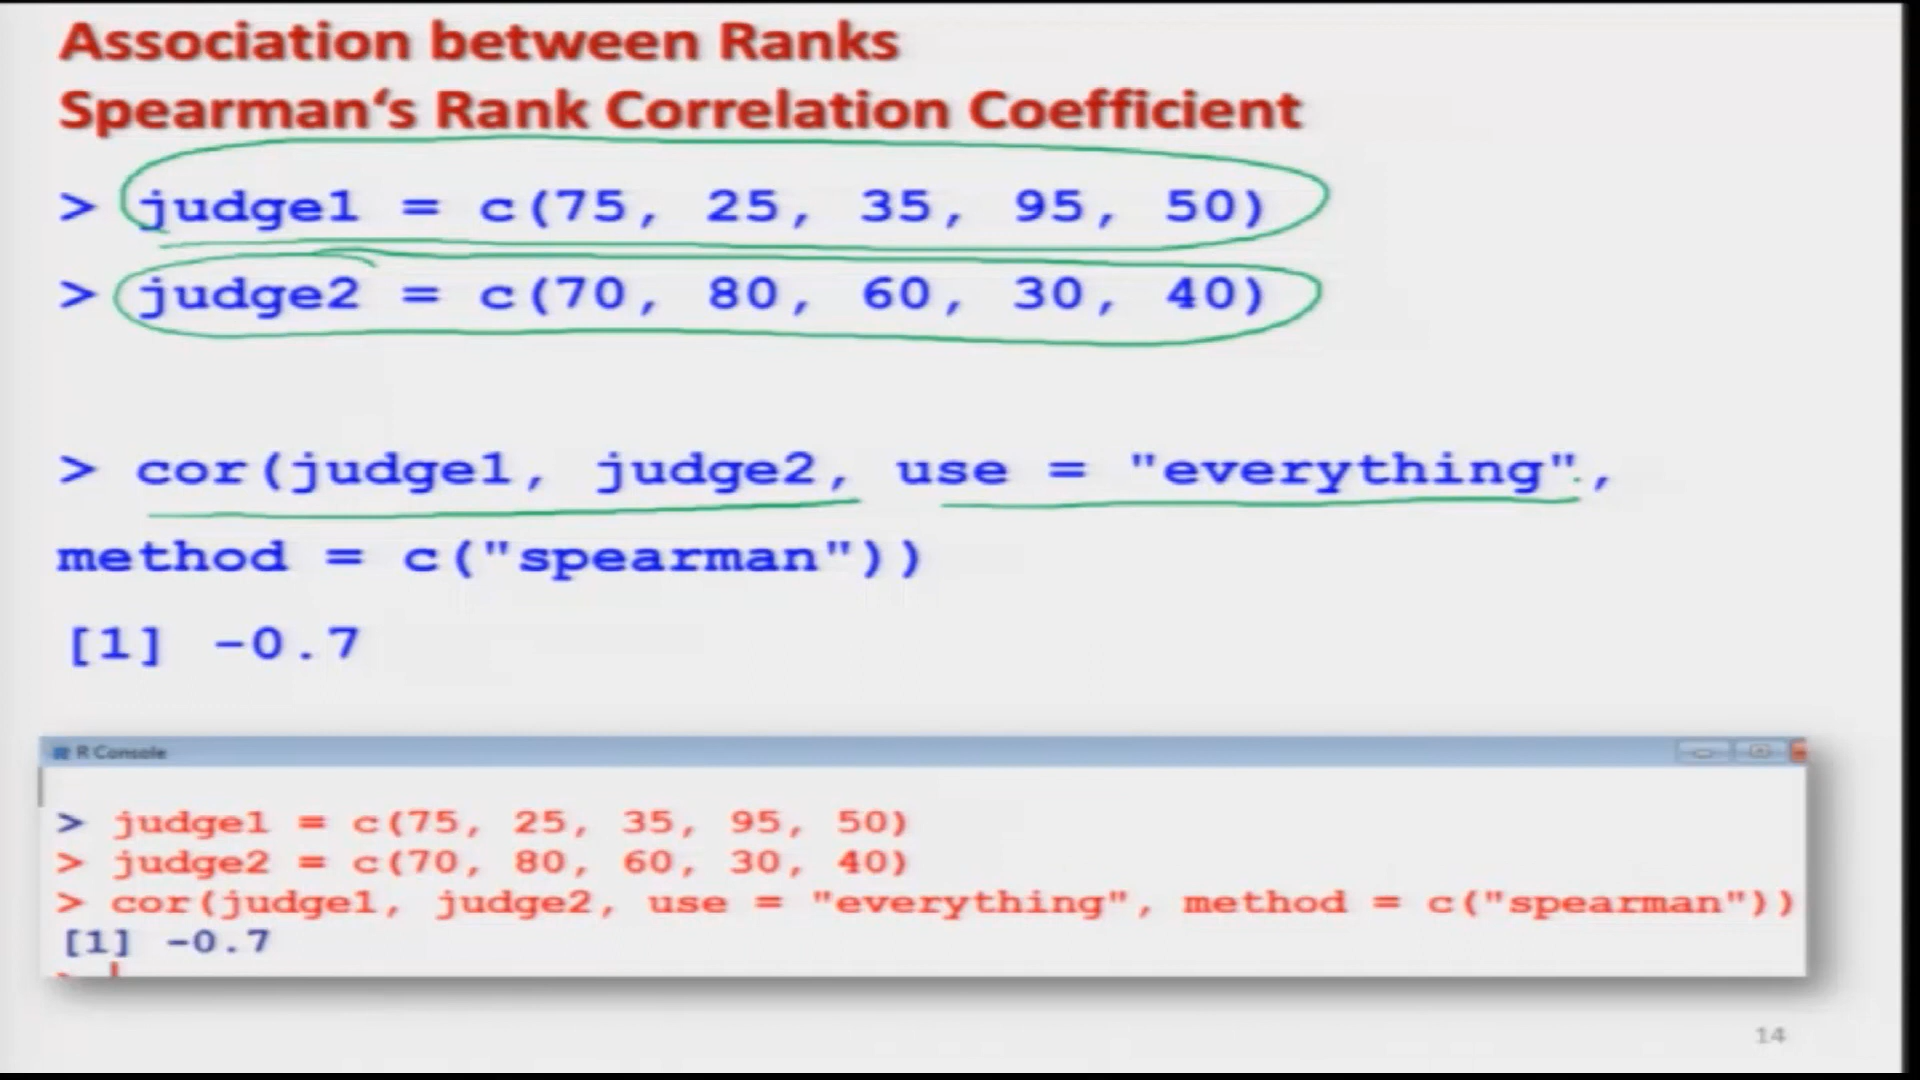 Association between Ranks
Spearman‘s Rank Correlation Coefficient
> judge1 = c(75, 25, 35, 95, 50)
> judge2 = c(70, 80, 60, 30, 40)
> cor(judge1, judge2, use = "everything",
method = c("spearman"))
[1] -0.7
R Console
> judge1 = c(75, 25, 35, 95, 50)
> judge2 = c(70, 80, 60, 30, 40)
> cor(judge1, judge2, use = "everything", method = c("spearman"))
[1] -0.7
>
14